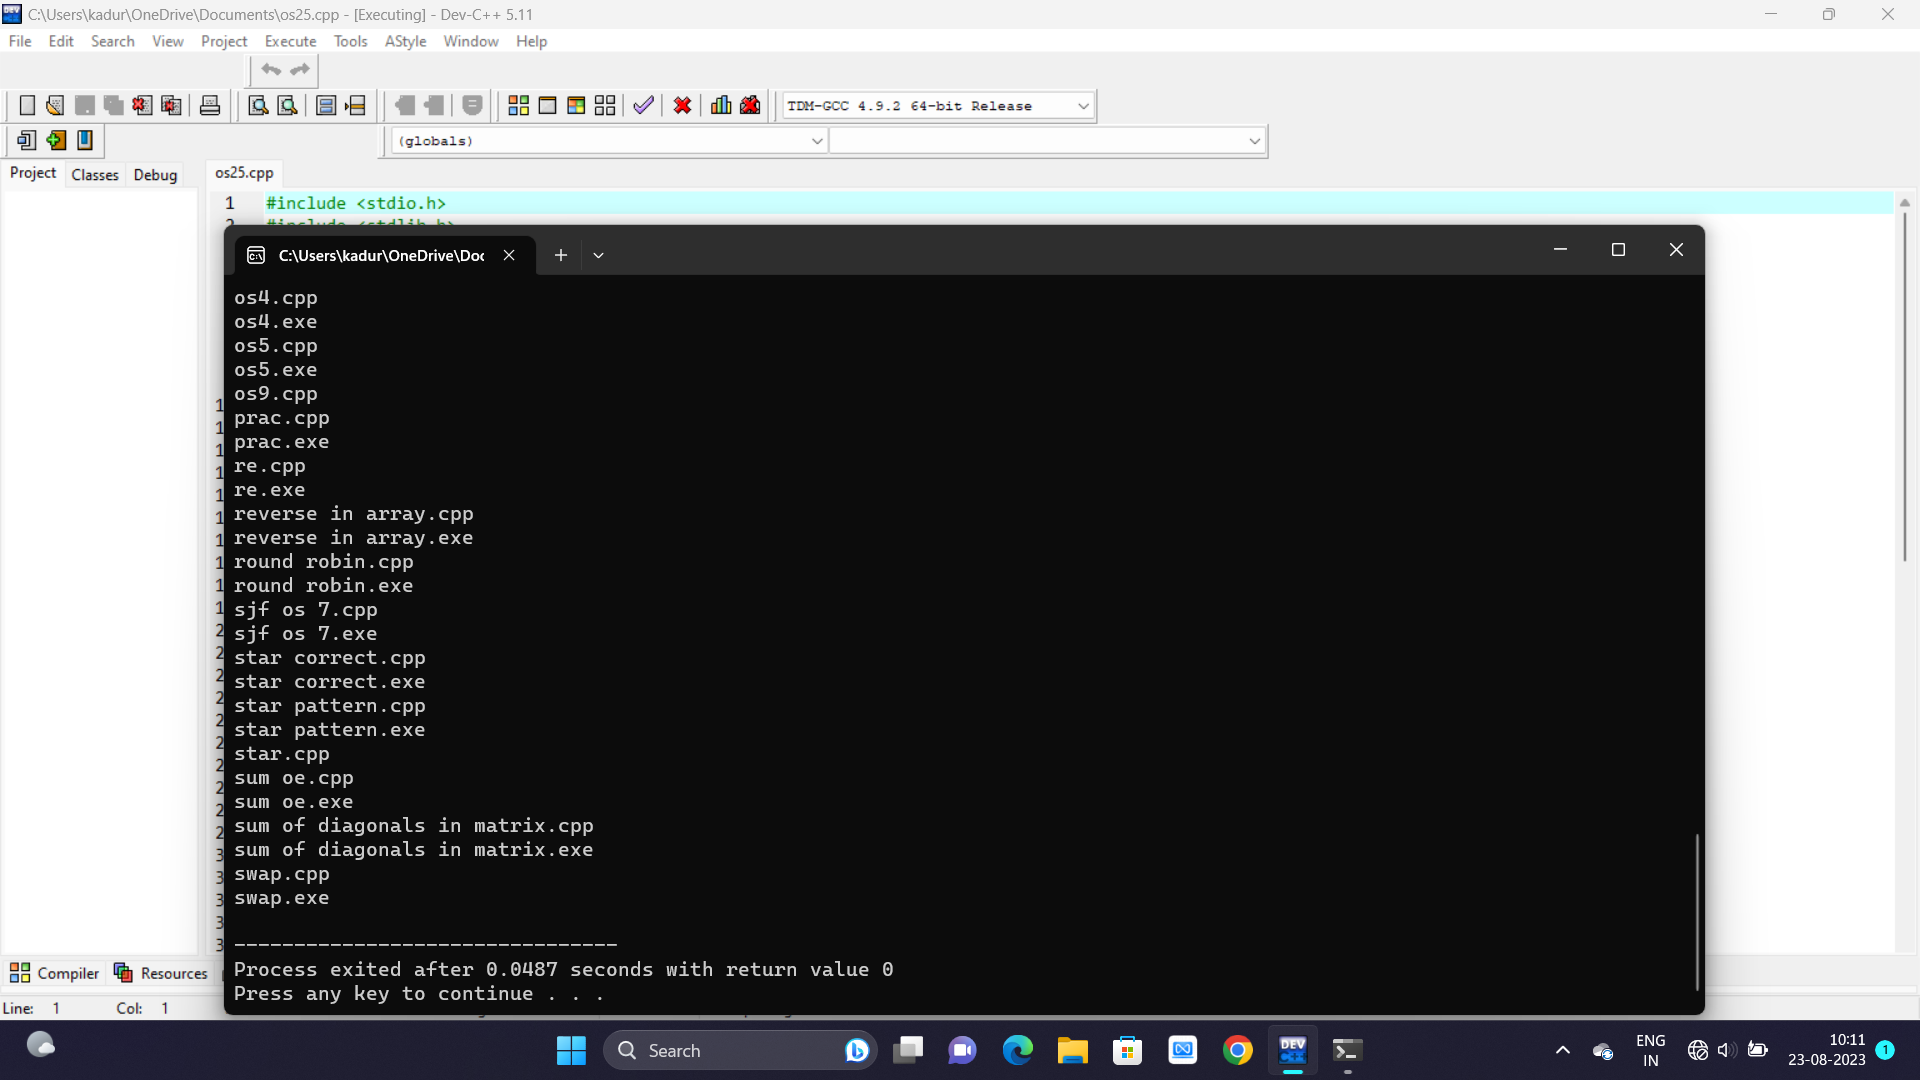 C:\Users\kadur\OneDrive\Documents\os25.cpp - [Executing] - Dev-C++ 5.11
File Edit Search View Project Execute Tools AStyle Window Help
TDM-GCC 4.9.2 64-bit Release
(globals)
Project Classes Debug os25.cpp
1 #include <stdio.h>
#include <stdlib.h>
C:\Users\kadur\OneDrive\Doc
os4.cpp
os4.exe
os5.cpp
os5.exe
os9.cpp
prac.cpp
prac.exe
re.cpp
re.exe
reverse in array.cpp
reverse in array.exe
round robin.cpp
round robin.exe
sjf os 7.cpp
sjf os 7.exe
star correct.cpp
star correct.exe
star pattern.cpp
star pattern.exe
star.cpp
sum oe.cpp
sum oe.exe
sum of diagonals in matrix.cpp
sum of diagonals in matrix.exe
swap.cpp
swap.exe
--------------------------------
Process exited after 0.0487 seconds with return value 0
Press any key to continue . . .
Compiler Resources
Line: 1 Col: 1
Search
DEV C++
ENG
IN
10:11
23-08-2023
1